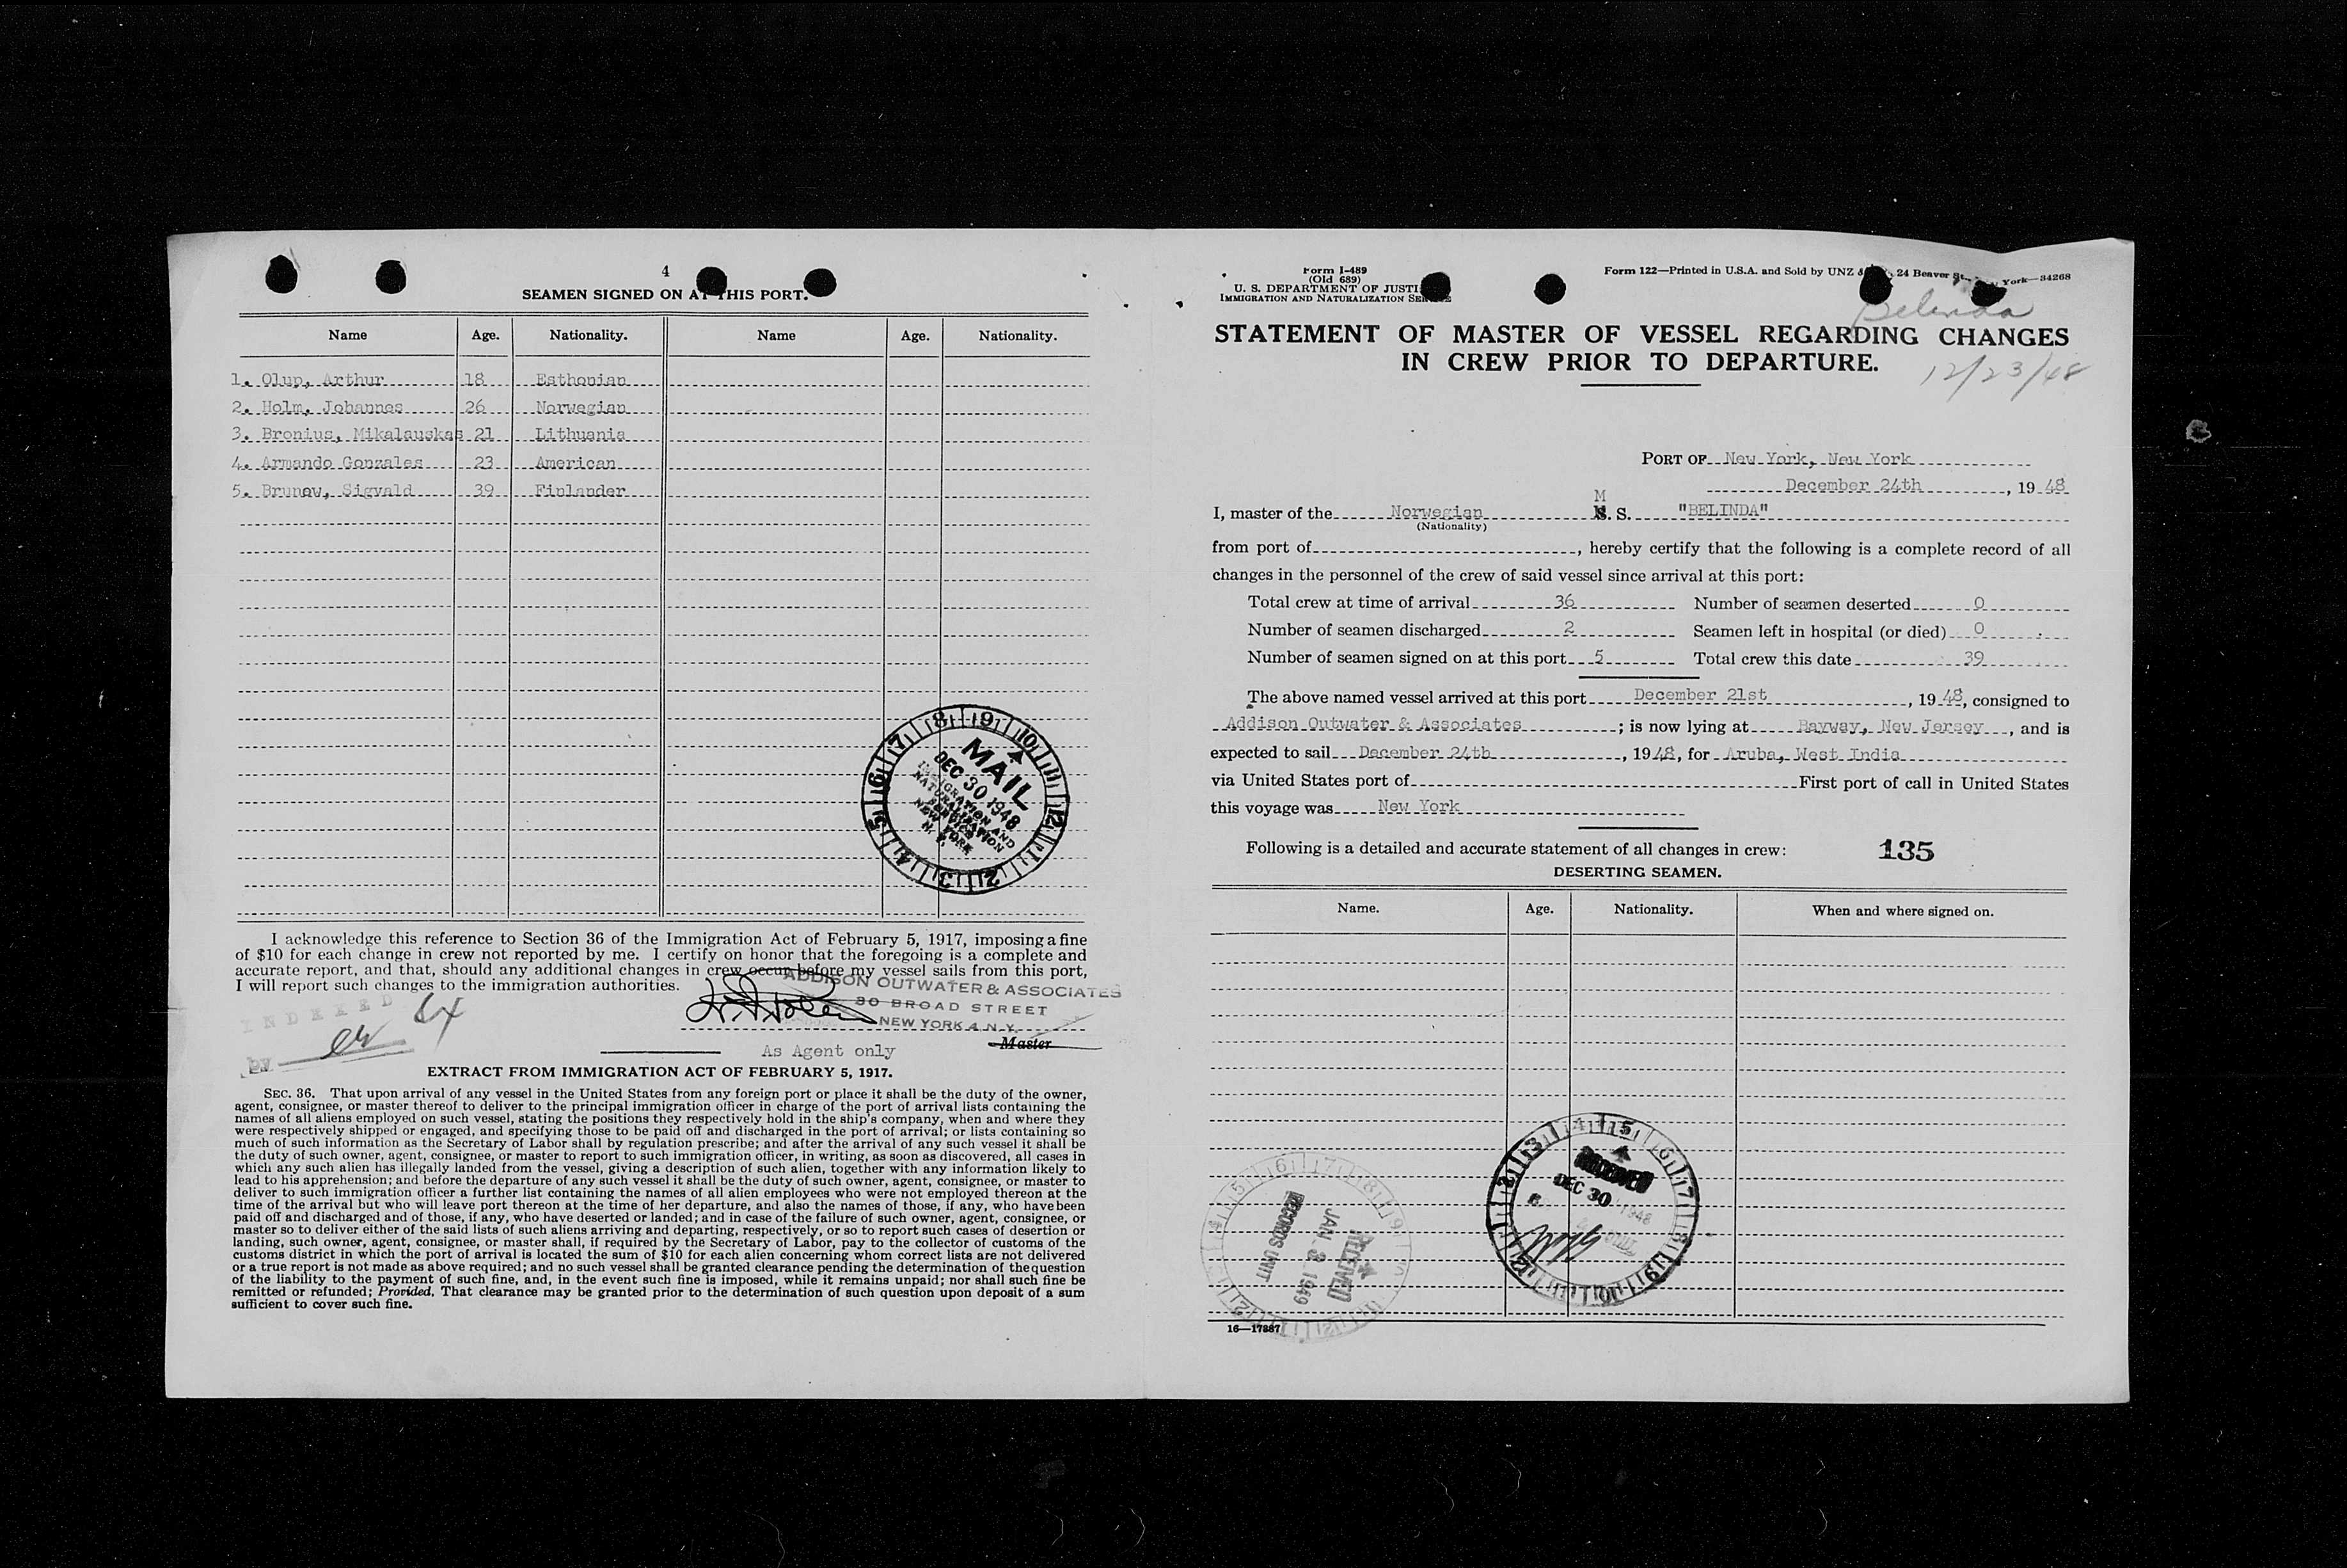 4
SEAMEN SIGNED ON AT THIS PORT.
Name Age. Nationality. Name Age. Nationality.
1. Olup, Arthur 18 Esthonian
2. Holm, Johannes 26 Norwegian
3. Bronius, Mikalauskas 21 Lithuania
4. Armando Gonzales 23 American
5. Brunow, Sigvald 39 Finlander
MAIL
DEC 30 1948
IMMIGRATION AND
NATURALIZATION
SERVICE
NEW YORK
N. Y.
I acknowledge this reference to Section 36 of the Immigration Act of February 5, 1917, imposing a fine
of $10 for each change in crew not reported by me. I certify on honor that the foregoing is a complete and
accurate report, and that, should any additional changes in crew occur before my vessel sails from this port,
I will report such changes to the immigration authorities.
ADDISON OUTWATER & ASSOCIATES
80 BROAD STREET
NEW YORK 4, N.Y.
INDEXED
by
Master
As Agent only
EXTRACT FROM IMMIGRATION ACT OF FEBRUARY 5, 1917.
SEC. 36. That upon arrival of any vessel in the United States from any foreign port or place it shall be the duty of the owner,
agent, consignee, or master thereof to deliver to the principal immigration officer in charge of the port of arrival lists containing the
names of all aliens employed on such vessel, stating the positions they respectively hold in the ship's company, when and where they
were respectively shipped or engaged, and specifying those to be paid off and discharged in the port of arrival; or lists containing so
much of such information as the Secretary of Labor shall by regulation prescribe; and after the arrival of any such vessel it shall be
the duty of such owner, agent, consignee, or master to report to such immigration officer, in writing, as soon as discovered, all cases in
which any such alien has illegally landed from the vessel, giving a description of such alien, together with any information likely to
lead to his apprehension; and before the departure of any such vessel it shall be the duty of such owner, agent, consignee, or master to
deliver to such immigration officer a further list containing the names of all alien employees who were not employed thereon at the
time of the arrival but who will leave port thereon at the time of her departure, and also the names of those, if any, who have been
paid off and discharged and of those, if any, who have deserted or landed; and in case of the failure of such owner, agent, consignee, or
master so to deliver either of the said lists of such aliens arriving and departing, respectively, or so to report such cases of desertion or
landing, such owner, agent, consignee, or master shall, if required by the Secretary of Labor, pay to the collector of customs of the
customs district in which the port of arrival is located the sum of $10 for each alien concerning whom correct lists are not delivered
or a true report is not made as above required; and no such vessel shall be granted clearance pending the determination of the question
of the liability to the payment of such fine, and, in the event such fine is imposed, while it remains unpaid; nor shall such fine be
remitted or refunded; Provided, That clearance may be granted prior to the determination of such question upon deposit of a sum
sufficient to cover such fine.
Form I-489
(Old 689)
U. S. DEPARTMENT OF JUSTI
IMMIGRATION AND NATURALIZATION SERVICE
Form 122—Printed in U.S.A. and Sold by UNZ & 24 Beaver St., New York—34268
Belinda
STATEMENT OF MASTER OF VESSEL REGARDING CHANGES
IN CREW PRIOR TO DEPARTURE.
12/23/48
PORT OF New York, New York
December 24th, 19 48
I, master of the Norwegian M S. S. "BELINDA"
(Nationality)
from port of , hereby certify that the following is a complete record of all
changes in the personnel of the crew of said vessel since arrival at this port:
Total crew at time of arrival 36 Number of seamen deserted 0
Number of seamen discharged 2 Seamen left in hospital (or died) 0
Number of seamen signed on at this port 5 Total crew this date 39
The above named vessel arrived at this port December 21st, 19 48, consigned to
Addison Outwater & Associates; is now lying at Bayway, New Jersey, and is
expected to sail December 24th, 19 48, for Aruba, West India
via United States port of First port of call in United States
this voyage was New York
Following is a detailed and accurate statement of all changes in crew: 135
DESERTING SEAMEN.
Name. Age. Nationality. When and where signed on.
RECEIVED
DEC 30 1948
RECEIVED
JAN 3 1949
RECORDS UNIT
16—17887